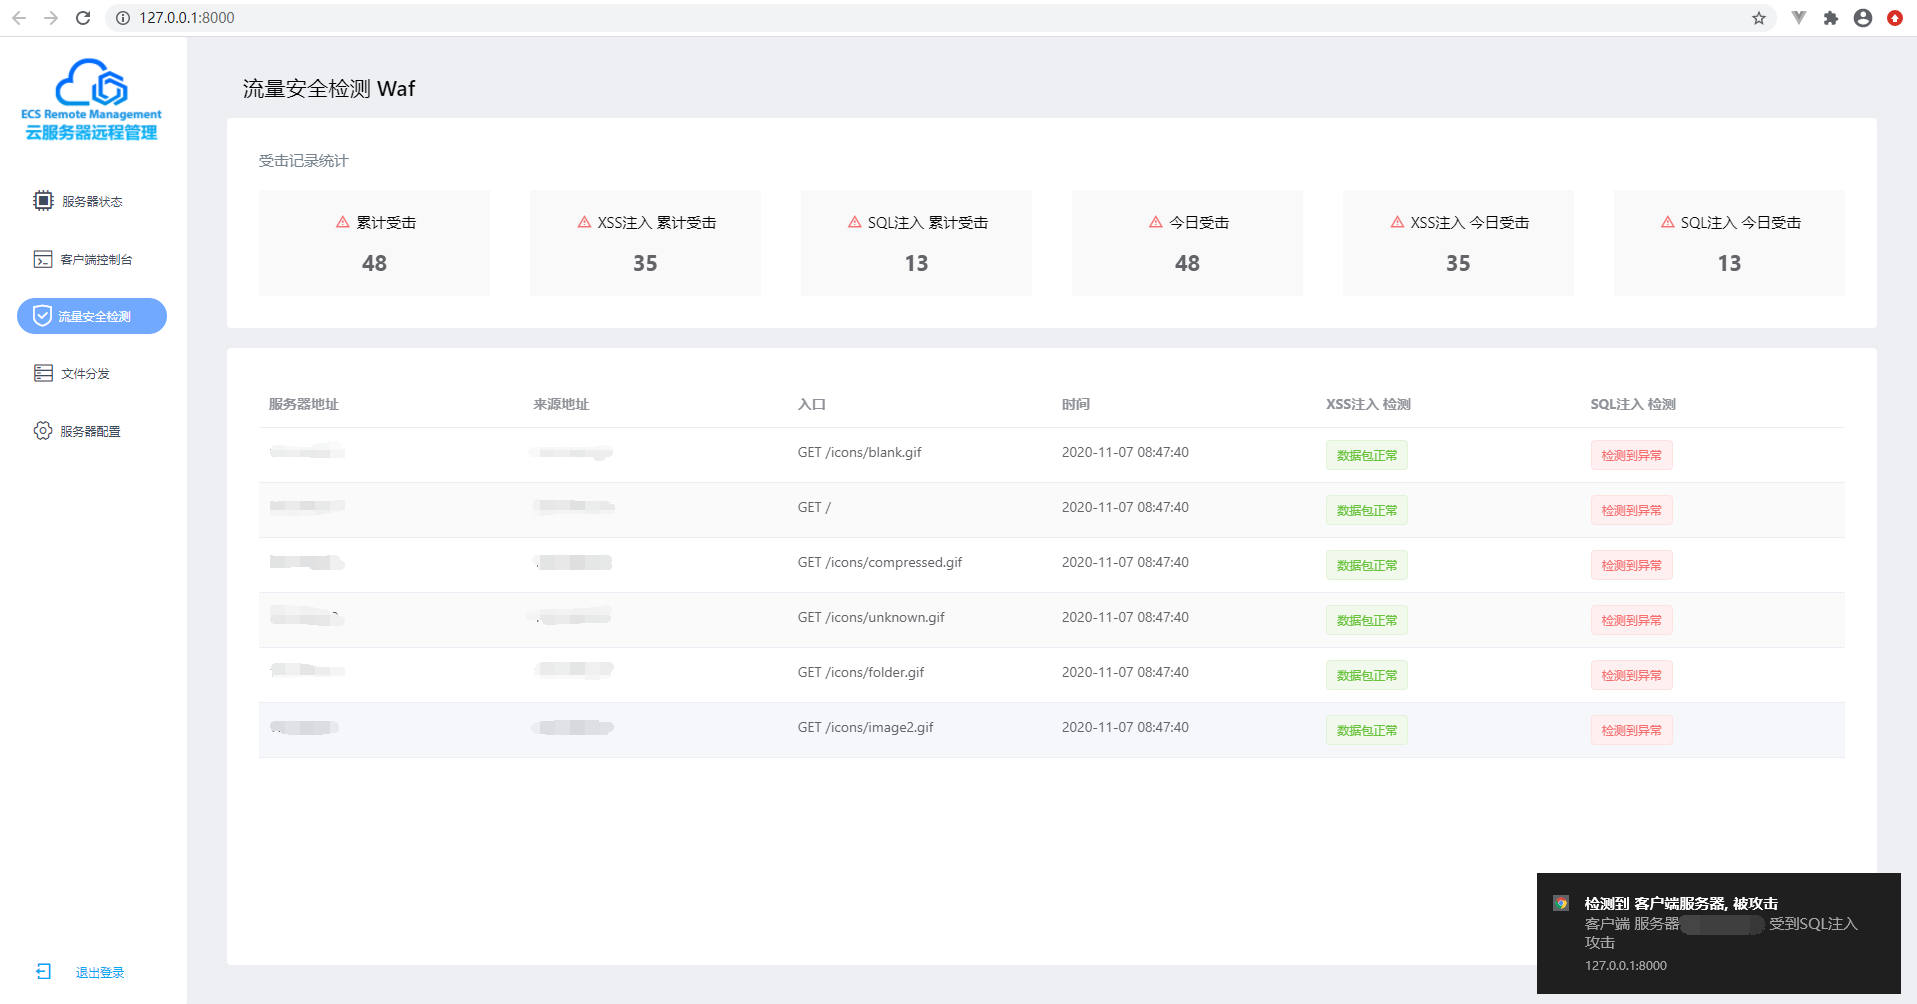 127.0.0.1:8000
ECS Remote Management
云服务器远程管理
服务器状态
客户端控制台
流量安全检测
文件分发
服务器配置
退出登录
流量安全检测 Waf
受击记录统计
累计受击
48
XSS注入 累计受击
35
SQL注入 累计受击
13
今日受击
48
XSS注入 今日受击
35
SQL注入 今日受击
13
服务器地址 来源地址 入口 时间 XSS注入 检测 SQL注入 检测
GET /icons/blank.gif 2020-11-07 08:47:40 数据包正常 检测到异常
GET / 2020-11-07 08:47:40 数据包正常 检测到异常
GET /icons/compressed.gif 2020-11-07 08:47:40 数据包正常 检测到异常
GET /icons/unknown.gif 2020-11-07 08:47:40 数据包正常 检测到异常
GET /icons/folder.gif 2020-11-07 08:47:40 数据包正常 检测到异常
GET /icons/image2.gif 2020-11-07 08:47:40 数据包正常 检测到异常
检测到 客户端服务器, 被攻击
客户端 服务器 受到SQL注入
攻击
127.0.0.1:8000